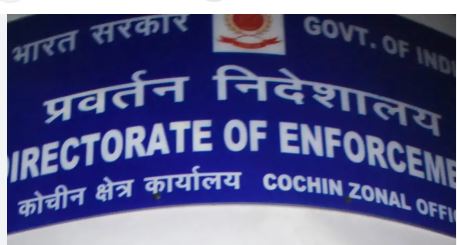 भारत सरकार GOVT. OF INDI
प्रवर्तन निदेशालय
DIRECTORATE OF ENFORCEME
कोचीन क्षेत्र कार्यालय COCHIN ZONAL OFFI